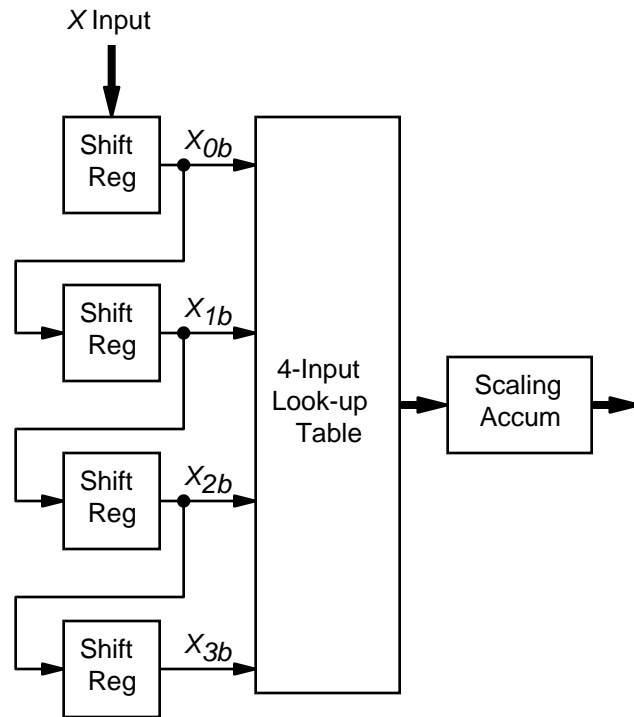 X Input
Shift
Reg
X0b
Shift
Reg
X1b
4-Input
Look-up
Table
Scaling
Accum
Shift
Reg
X2b
Shift
Reg
X3b